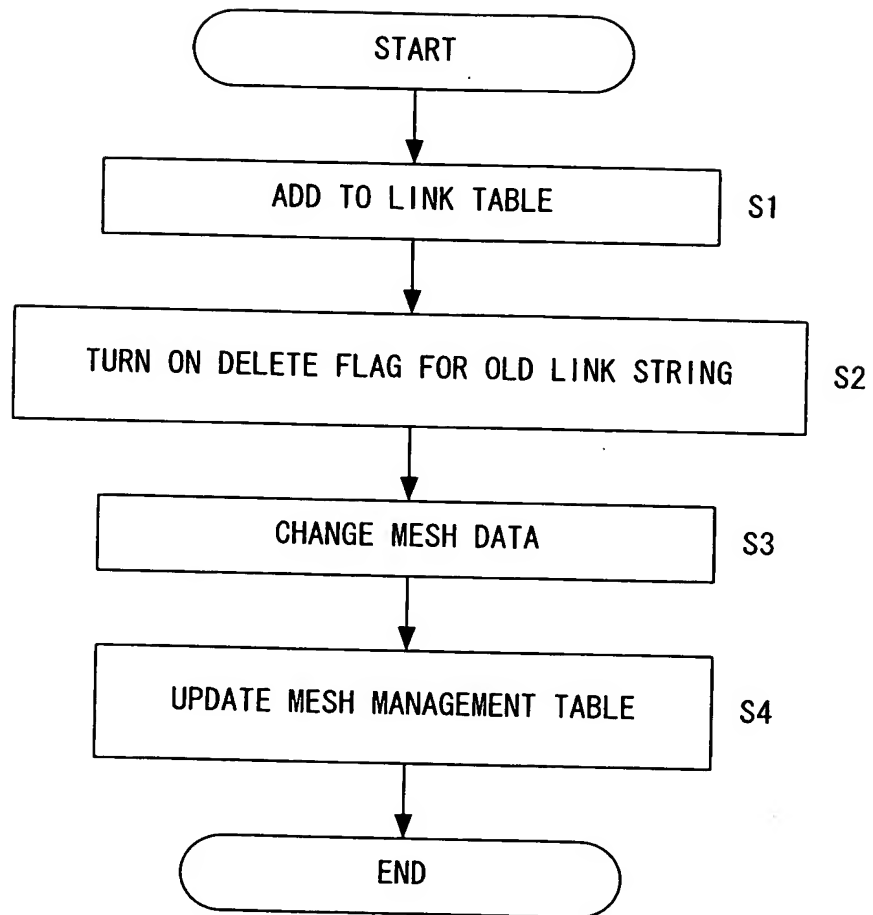 START
ADD TO LINK TABLE S1
TURN ON DELETE FLAG FOR OLD LINK STRING S2
CHANGE MESH DATA S3
UPDATE MESH MANAGEMENT TABLE S4
END